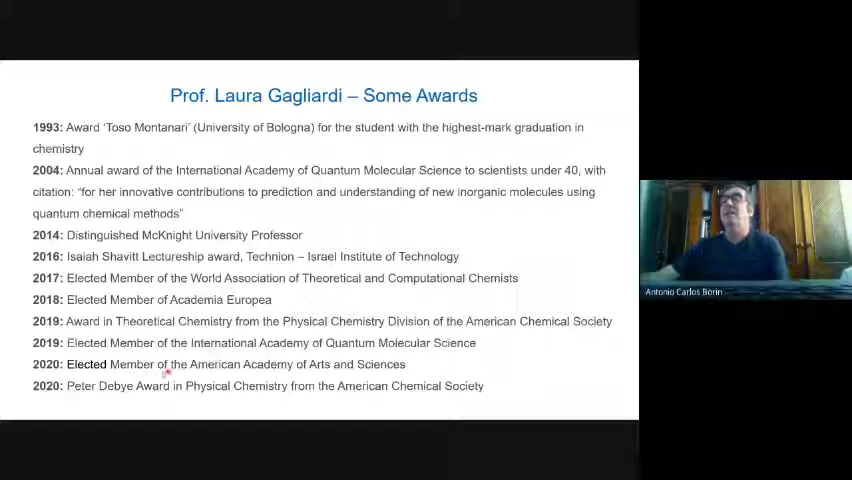 Prof. Laura Gagliardi – Some Awards
1993: Award ‘Toso Montanari’ (University of Bologna) for the student with the highest-mark graduation in
chemistry
2004: Annual award of the International Academy of Quantum Molecular Science to scientists under 40, with
citation: “for her innovative contributions to prediction and understanding of new inorganic molecules using
quantum chemical methods”
2014: Distinguished McKnight University Professor
2016: Isaiah Shavitt Lectureship award, Technion – Israel Institute of Technology
2017: Elected Member of the World Association of Theoretical and Computational Chemists
2018: Elected Member of Academia Europea
2019: Award in Theoretical Chemistry from the Physical Chemistry Division of the American Chemical Society
2019: Elected Member of the International Academy of Quantum Molecular Science
2020: Elected Member of the American Academy of Arts and Sciences
2020: Peter Debye Award in Physical Chemistry from the American Chemical Society
Antonio Carlos Borin